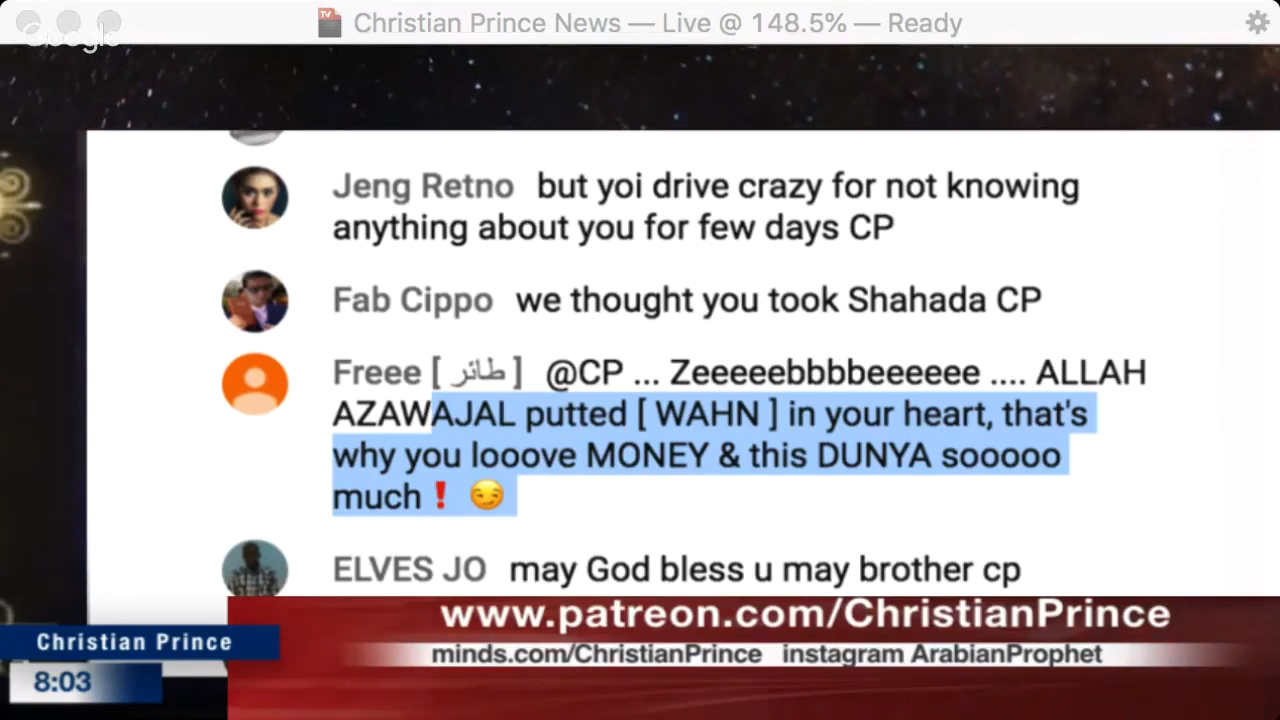 Christian Prince News — Live @ 148.5% — Ready
Google
Jeng Retno but yoi drive crazy for not knowing
anything about you for few days CP
Fab Cippo we thought you took Shahada CP
Freee [ طائر ] @CP ... Zeeeeebbbbeeeeee .... ALLAH
AZAWAJAL putted [ WAHN ] in your heart, that's
why you looove MONEY & this DUNYA sooooo
much❗ 😏
ELVES JO may God bless u may brother cp
www.patreon.com/ChristianPrince
Christian Prince
minds.com/ChristianPrince instagram ArabianProphet
8:03